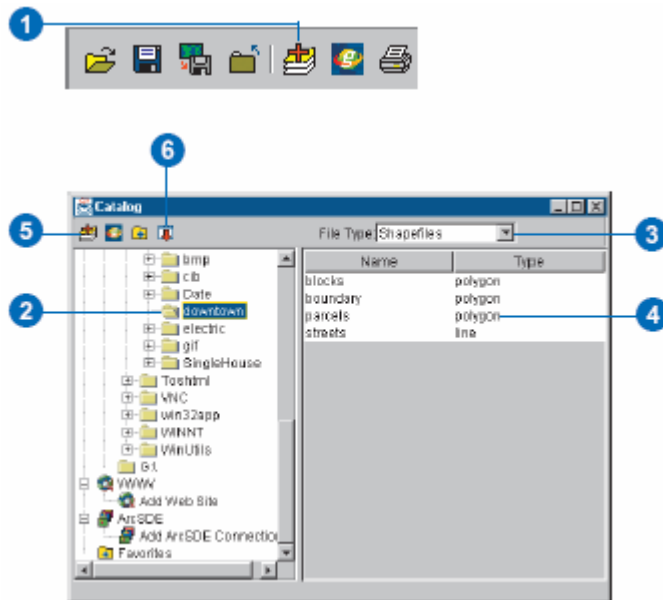 1
6
Catalog
5
File Type: Shapefiles
3
Name Type
bmp
cib
Date
2
downtown
electric
gif
SingleHouse
Toshtml
VNC
win32app
WINNT
WinUtils
G:\
WWW
Add Web Site
ArcSDE
Add ArcSDE Connection
Favorites
blocks polygon
boundary polygon
parcels polygon
4
streets line